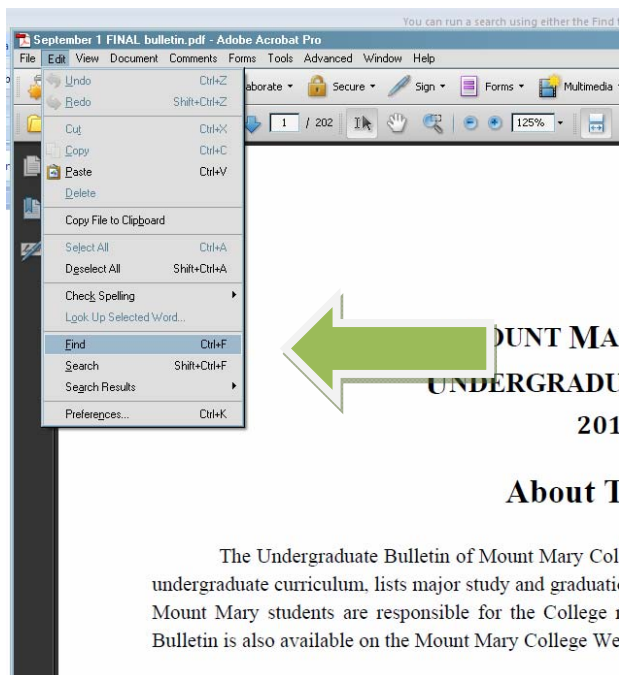 You can run a search using either the Find
September 1 FINAL bulletin.pdf - Adobe Acrobat Pro
File Edit View Document Comments Forms Tools Advanced Window Help
Secure Sign Forms Multimedia
1 / 202 125%
Undo Ctrl+Z
Redo Shift+Ctrl+Z
Cut Ctrl+X
Copy Ctrl+C
Paste Ctrl+V
Delete
Copy File to Clipboard
Select All Ctrl+A
Deselect All Shift+Ctrl+A
Check Spelling
Look Up Selected Word...
Find Ctrl+F
Search Shift+Ctrl+F
Search Results
Preferences... Ctrl+K
OUNT MA
UNDERGRADU
201
About T
The Undergraduate Bulletin of Mount Mary Col
undergraduate curriculum, lists major study and graduati
Mount Mary students are responsible for the College
Bulletin is also available on the Mount Mary College We